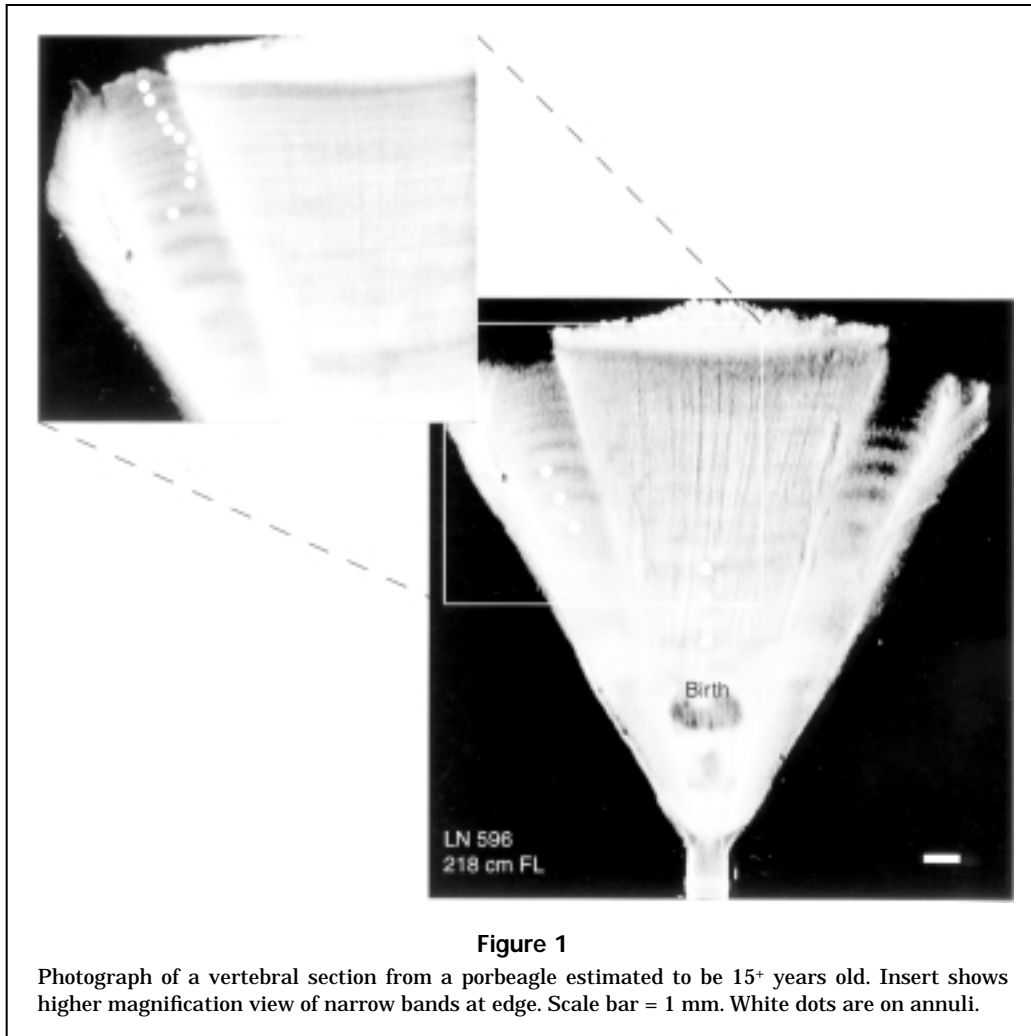 Birth
LN 596
218 cm FL
Figure 1
Photograph of a vertebral section from a porbeagle estimated to be 15⁺ years old. Insert shows
higher magnification view of narrow bands at edge. Scale bar = 1 mm. White dots are on annuli.